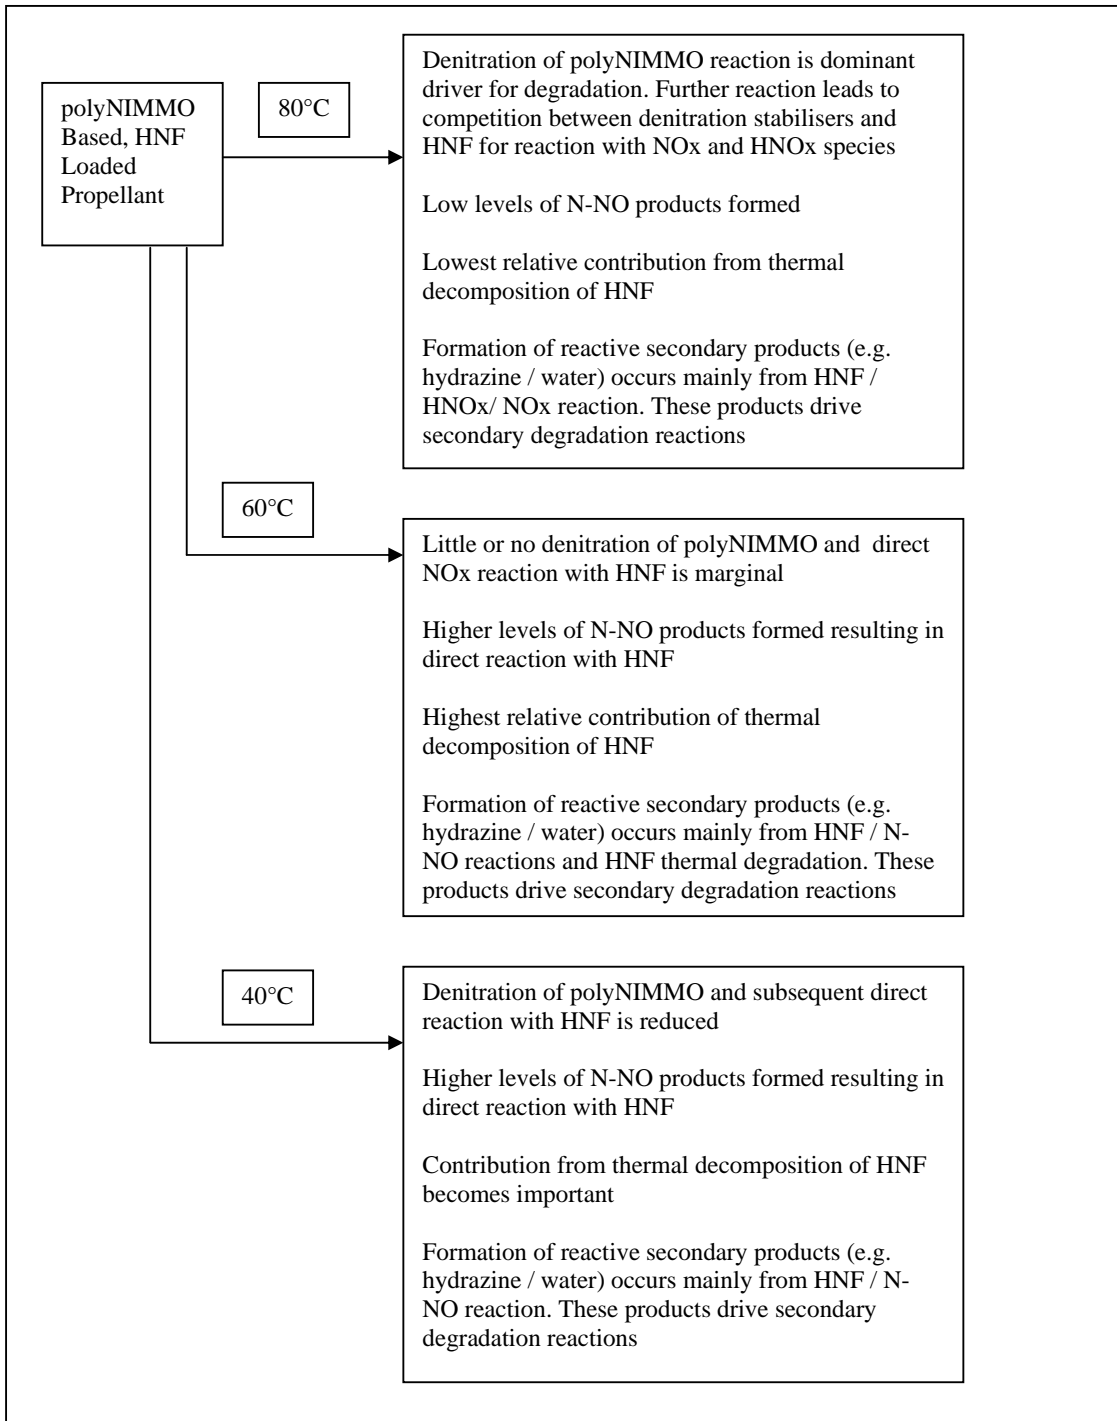 polyNIMMO
Based, HNF
Loaded
Propellant
80°C
Denitration of polyNIMMO reaction is dominant
driver for degradation. Further reaction leads to
competition between denitration stabilisers and
HNF for reaction with NOx and HNOx species
Low levels of N-NO products formed
Lowest relative contribution from thermal
decomposition of HNF
Formation of reactive secondary products (e.g.
hydrazine / water) occurs mainly from HNF /
HNOx/ NOx reaction. These products drive
secondary degradation reactions
60°C
Little or no denitration of polyNIMMO and direct
NOx reaction with HNF is marginal
Higher levels of N-NO products formed resulting in
direct reaction with HNF
Highest relative contribution of thermal
decomposition of HNF
Formation of reactive secondary products (e.g.
hydrazine / water) occurs mainly from HNF / N-
NO reactions and HNF thermal degradation. These
products drive secondary degradation reactions
40°C
Denitration of polyNIMMO and subsequent direct
reaction with HNF is reduced
Higher levels of N-NO products formed resulting in
direct reaction with HNF
Contribution from thermal decomposition of HNF
becomes important
Formation of reactive secondary products (e.g.
hydrazine / water) occurs mainly from HNF / N-
NO reaction. These products drive secondary
degradation reactions